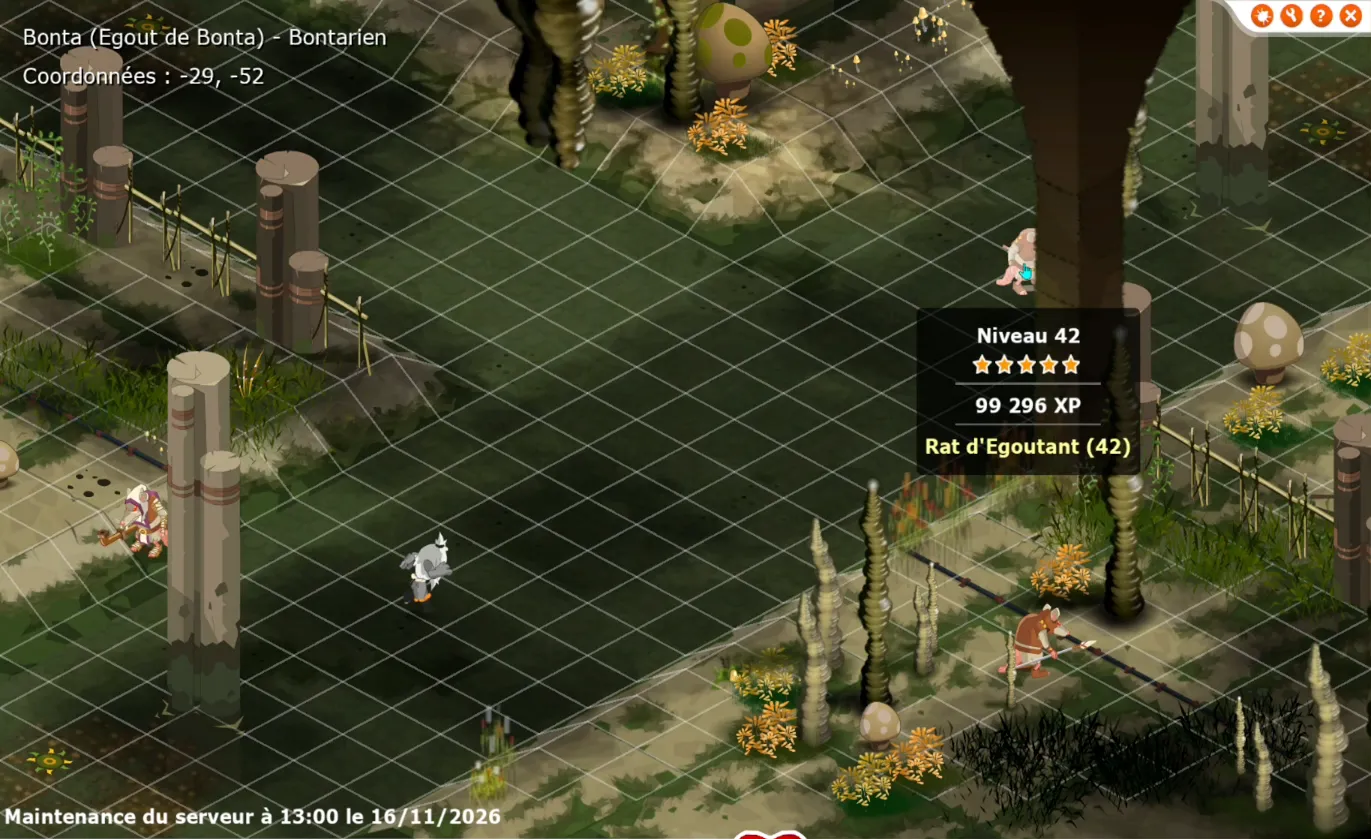 Bonta (Egout de Bonta) - Bontarien
Coordonnées : -29, -52
?
Niveau 42
99 296 XP
Rat d'Egoutant (42)
Maintenance du serveur à 13:00 le 16/11/2026